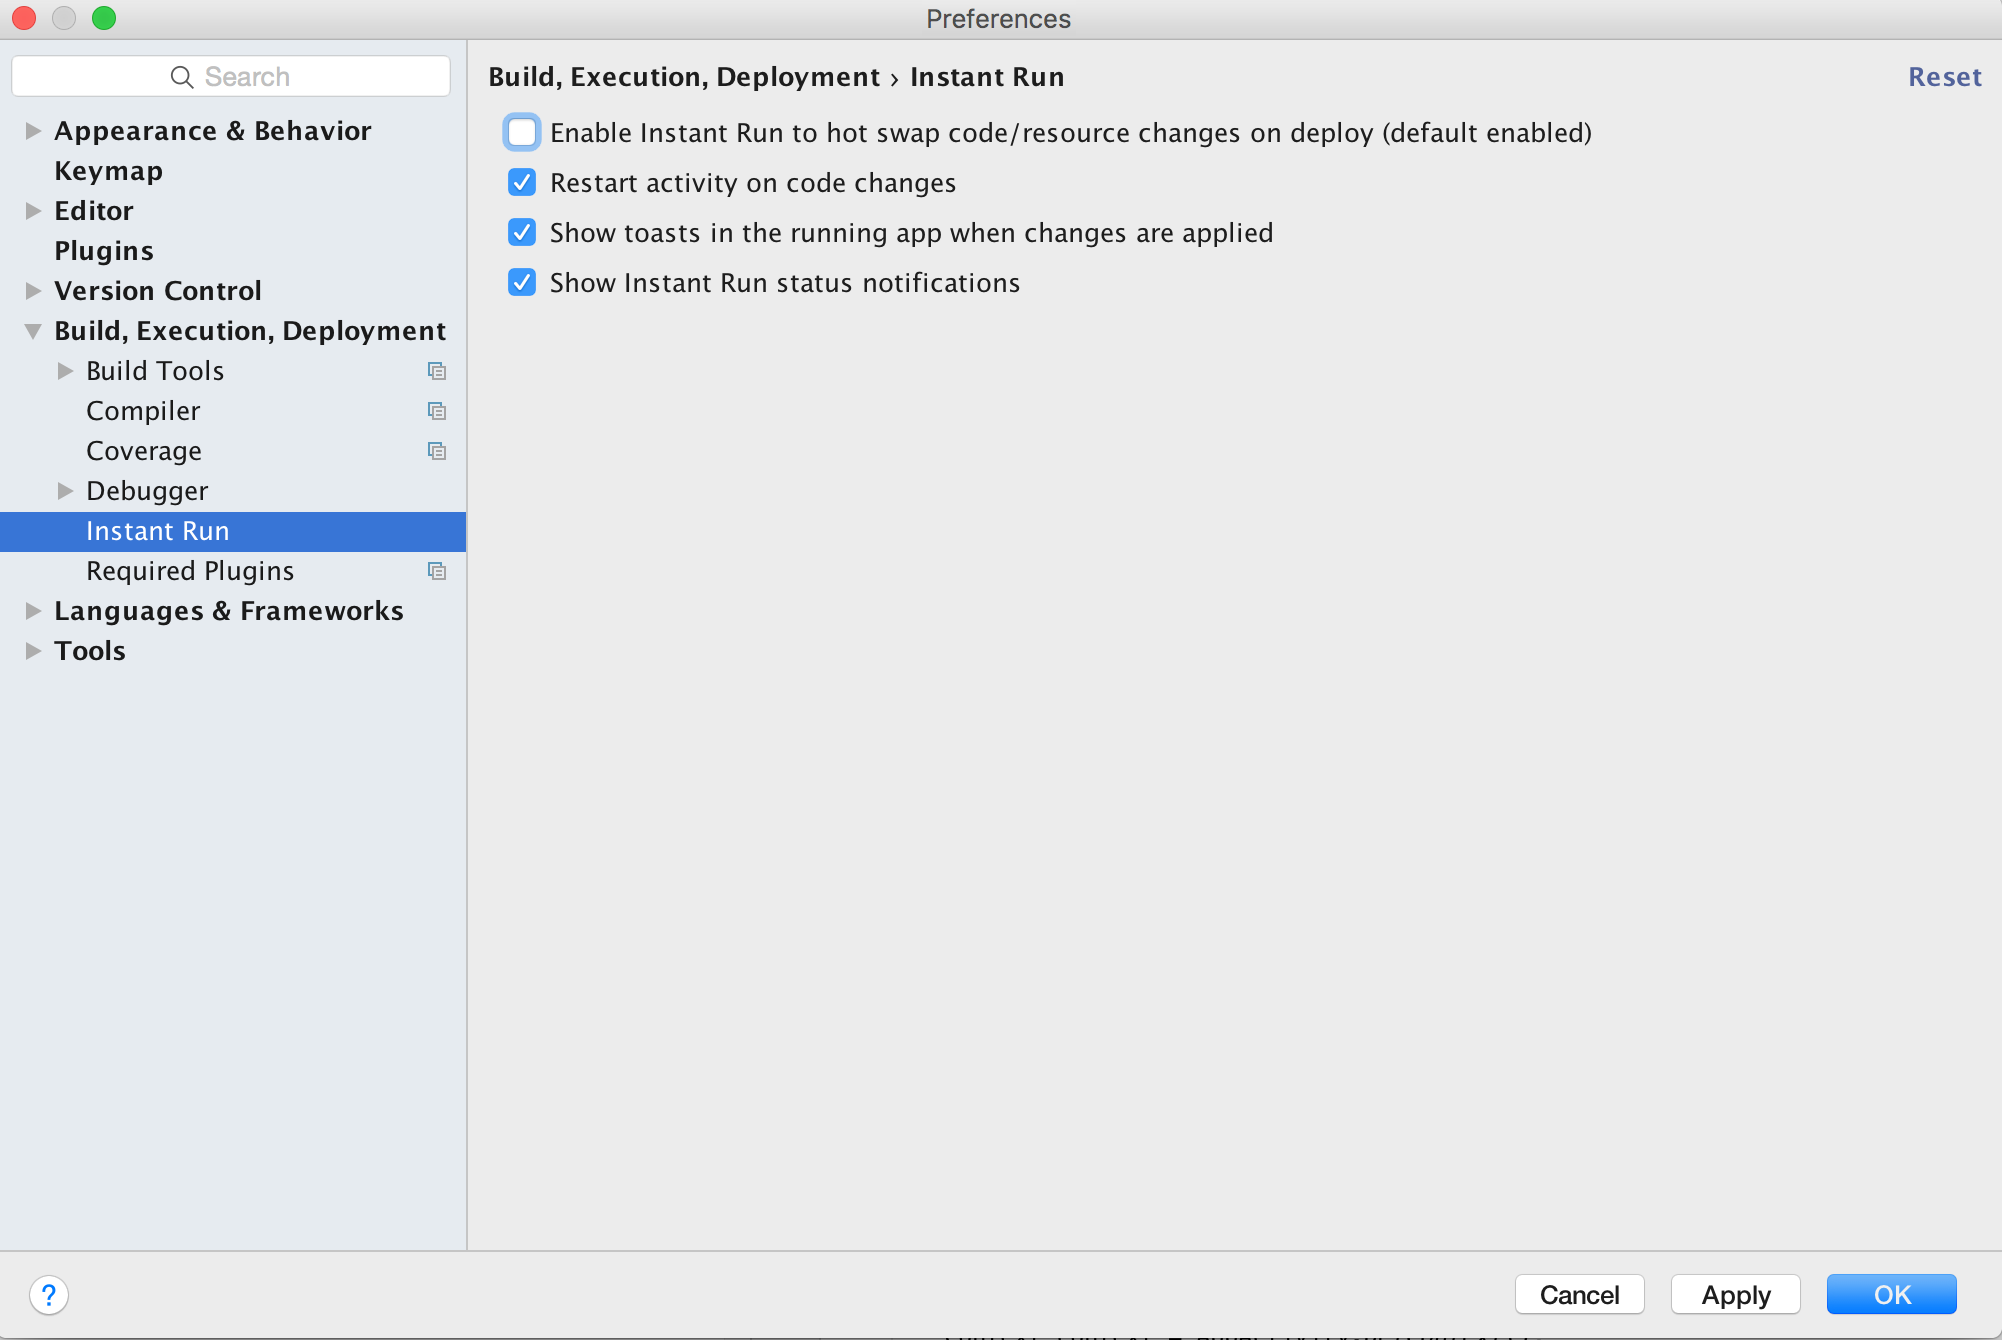 Preferences
Search
Appearance & Behavior
Keymap
Editor
Plugins
Version Control
Build, Execution, Deployment
Build Tools
Compiler
Coverage
Debugger
Instant Run
Required Plugins
Languages & Frameworks
Tools
Build, Execution, Deployment › Instant Run
Reset
Enable Instant Run to hot swap code/resource changes on deploy (default enabled)
Restart activity on code changes
Show toasts in the running app when changes are applied
Show Instant Run status notifications
?
Cancel
Apply
OK